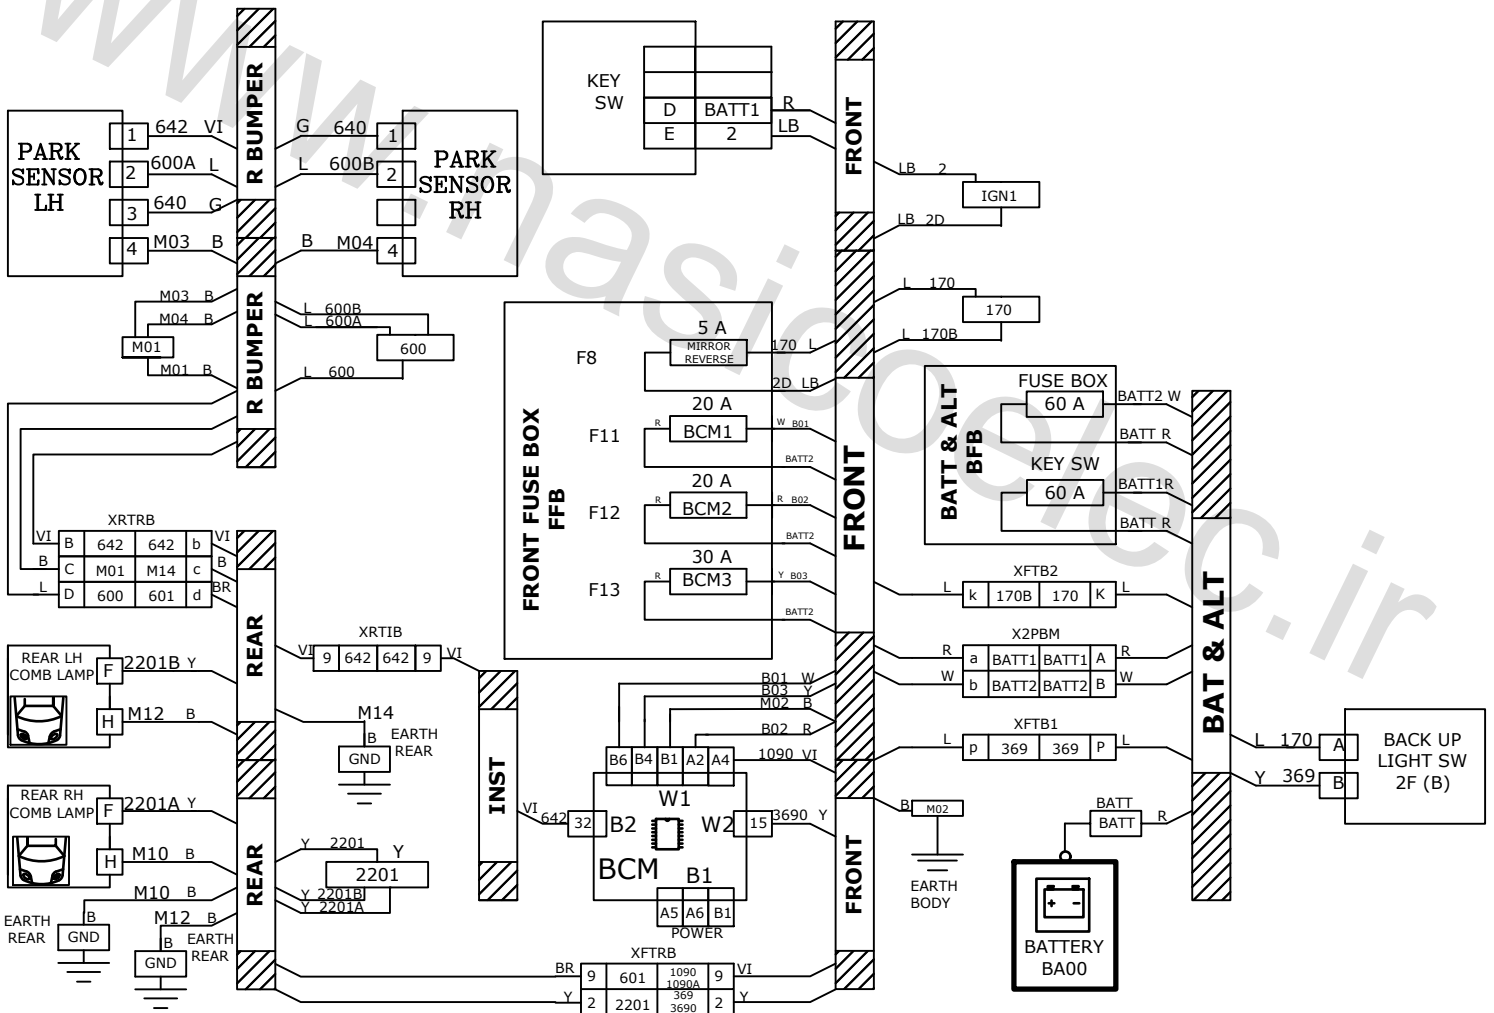 www.nasicoelec.ir
R BUMPER
PARK
SENSOR
LH
1 642 VI
2 600A L
3 640 G
4 M03 B
G 640 1
L 600B 2
B M04 4
PARK
SENSOR
RH
KEY
SW
D BATT1 R
E 2 LB
FRONT
LB 2
IGN1
LB 2D
R BUMPER
M03 B
M04 B
M01
M01 B
L 600B
L 600A
600
L 600
L 170
170
L 170B
FRONT FUSE BOX
FFB
F8
5 A
MIRROR
REVERSE
170 L
2D LB
F11
20 A
R BCM1 W B01
BATT2
F12
20 A
R BCM2 R B02
BATT2
F13
30 A
R BCM3 Y B03
BATT2
FRONT
BATT & ALT
BFB
FUSE BOX
60 A
BATT2 W
BATT R
KEY SW
60 A
BATT1R
BATT R
BAT & ALT
XRTRB
VI B 642 642 b VI
B C M01 M14 c B
L D 600 601 d BR
REAR
XFTB2
L k 170B 170 K L
X2PBM
R a BATT1 BATT1 A R
W b BATT2 BATT2 B W
XFTB1
L p 369 369 P L
XRTIB
VI 9 642 642 9 VI
REAR LH
COMB LAMP
F 2201B Y
H M12 B
M14
B
GND
EARTH
REAR
INST
B01 W
B03 Y
M02 B
B02 R
B6 B4 B1 A2 A4 1090 VI
W1
VI 642 32 B2
W2 15 3690 Y
BCM
B1
A5 A6 B1
POWER
L 170 A
Y 369 B
BACK UP
LIGHT SW
2F (B)
REAR RH
COMB LAMP
F 2201A Y
H M10 B
M10 B
B
GND
EARTH
REAR
M12 B
B
GND
EARTH
REAR
REAR
Y 2201
Y
2201
Y 2201B
Y 2201A
FRONT
B M02
EARTH
BODY
BATT
BATT R
+ -
BATTERY
BA00
XFTRB
BR 9 601 1090 9 VI
1090A
Y 2 2201 369 2 Y
3690